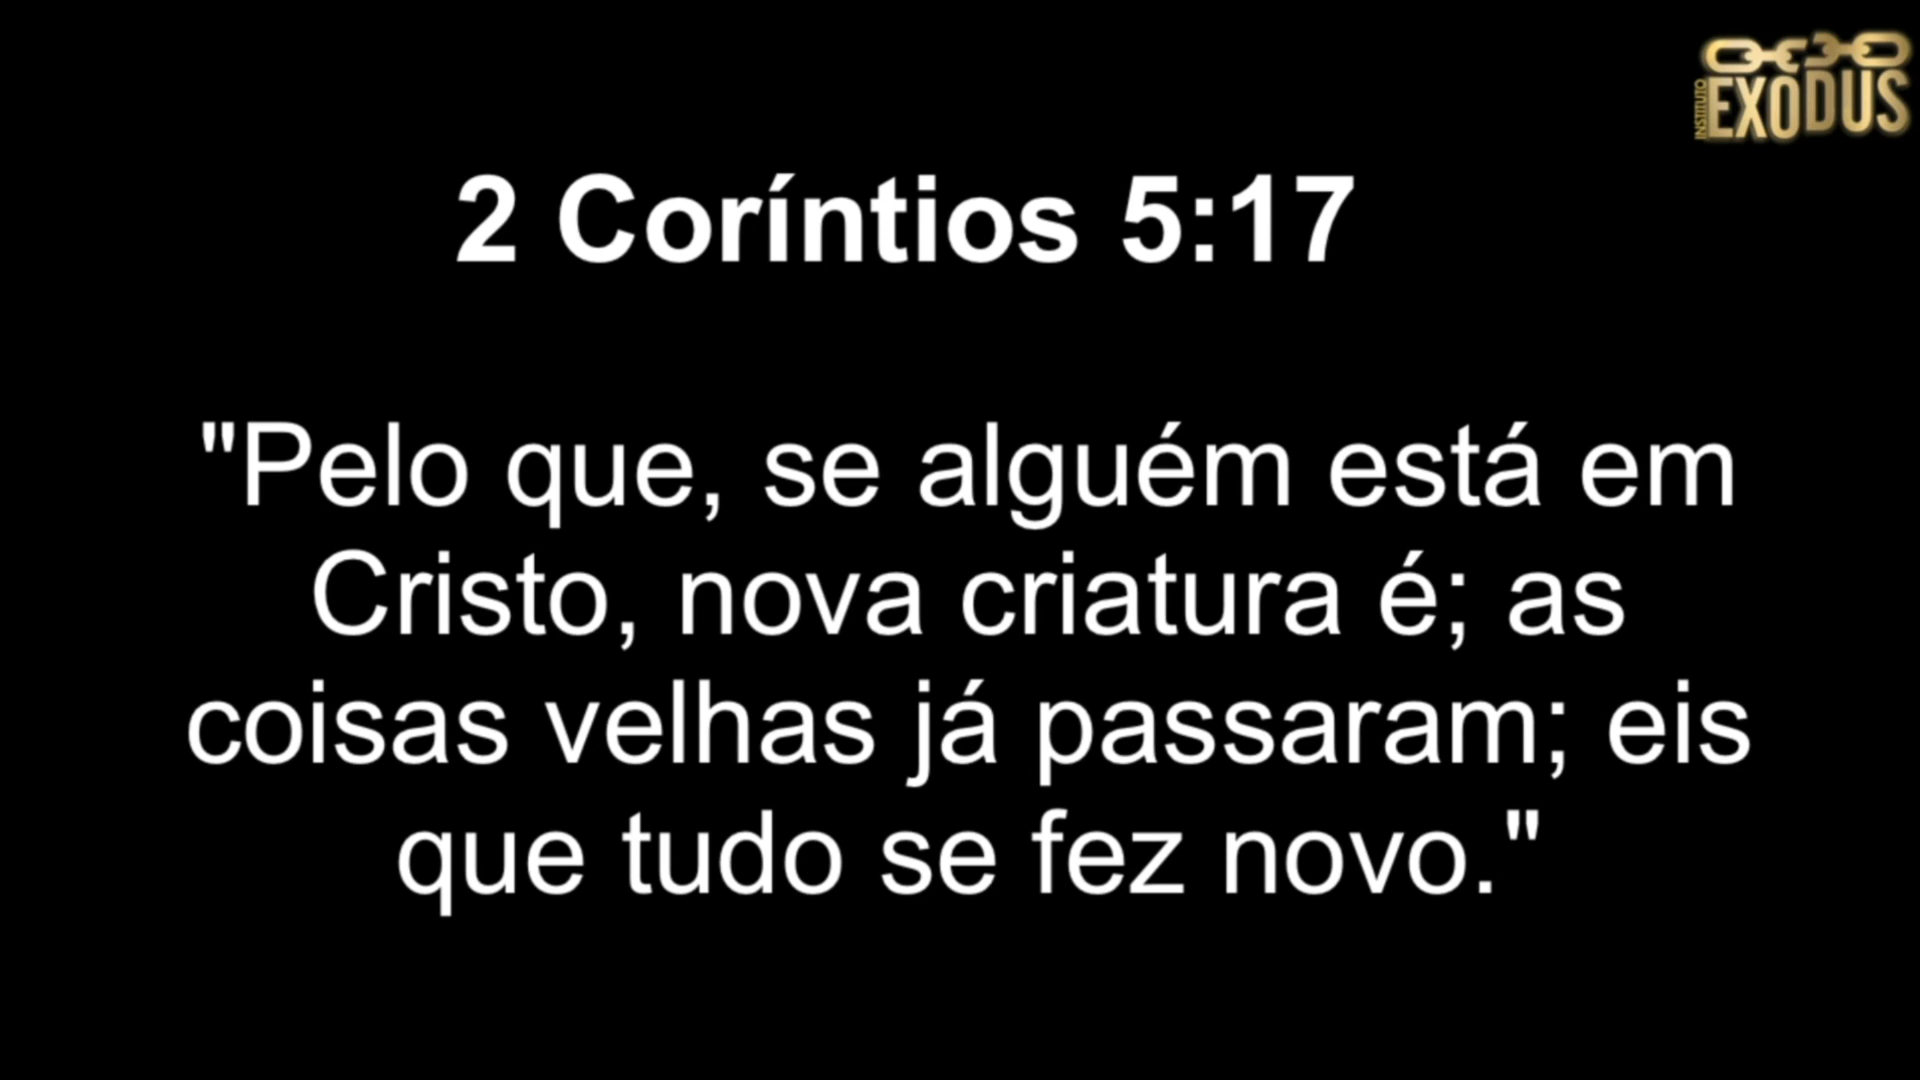 INSTITUTO
EXODUS
2 Coríntios 5:17
"Pelo que, se alguém está em
Cristo, nova criatura é; as
coisas velhas já passaram; eis
que tudo se fez novo."